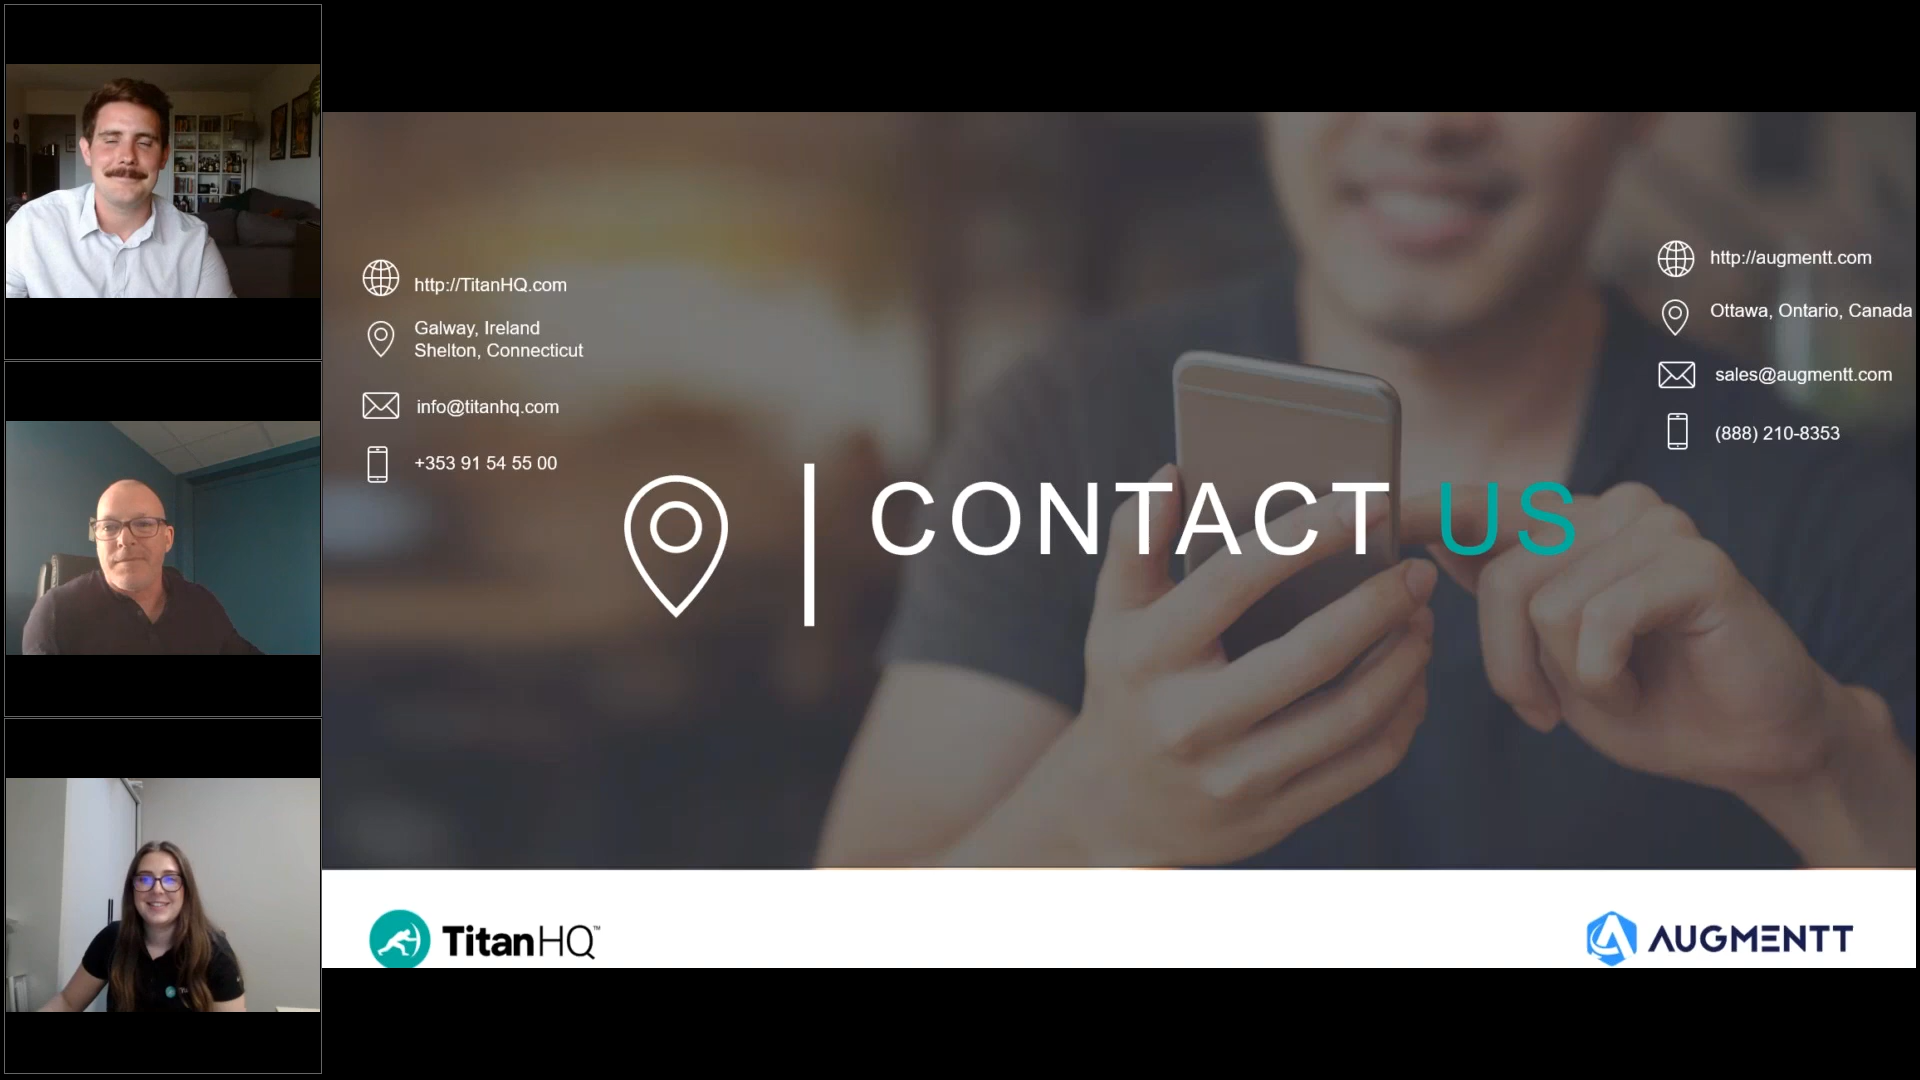 http://TitanHQ.com
Galway, Ireland
Shelton, Connecticut
info@titanhq.com
+353 91 54 55 00
http://augmentt.com
Ottawa, Ontario, Canada
sales@augmentt.com
(888) 210-8353
CONTACT US
TitanHQ™
AUGMENTT